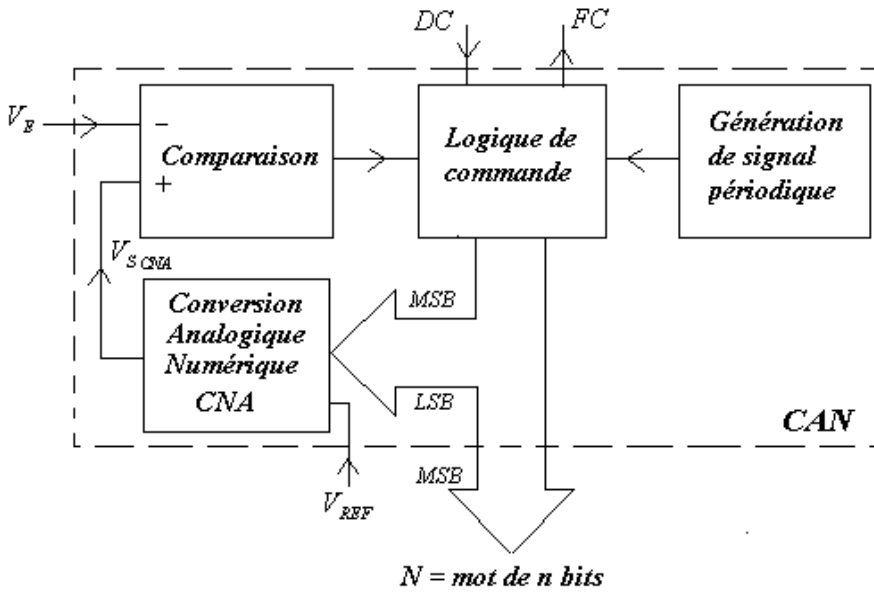 DC
FC
V_E
−
+
Comparaison
Logique de
commande
Génération
de signal
périodique
V_S CNA
Conversion
Analogique
Numérique
CNA
MSB
LSB
MSB
CAN
V_REF
N = mot de n bits